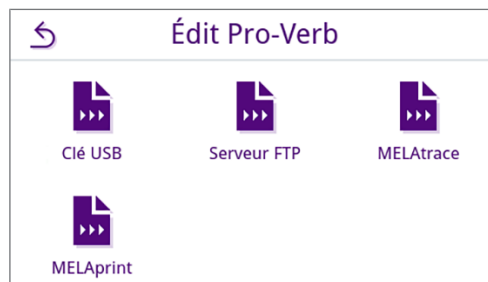 Édit Pro-Verb
Clé USB
Serveur FTP
MELAtrace
MELAprint